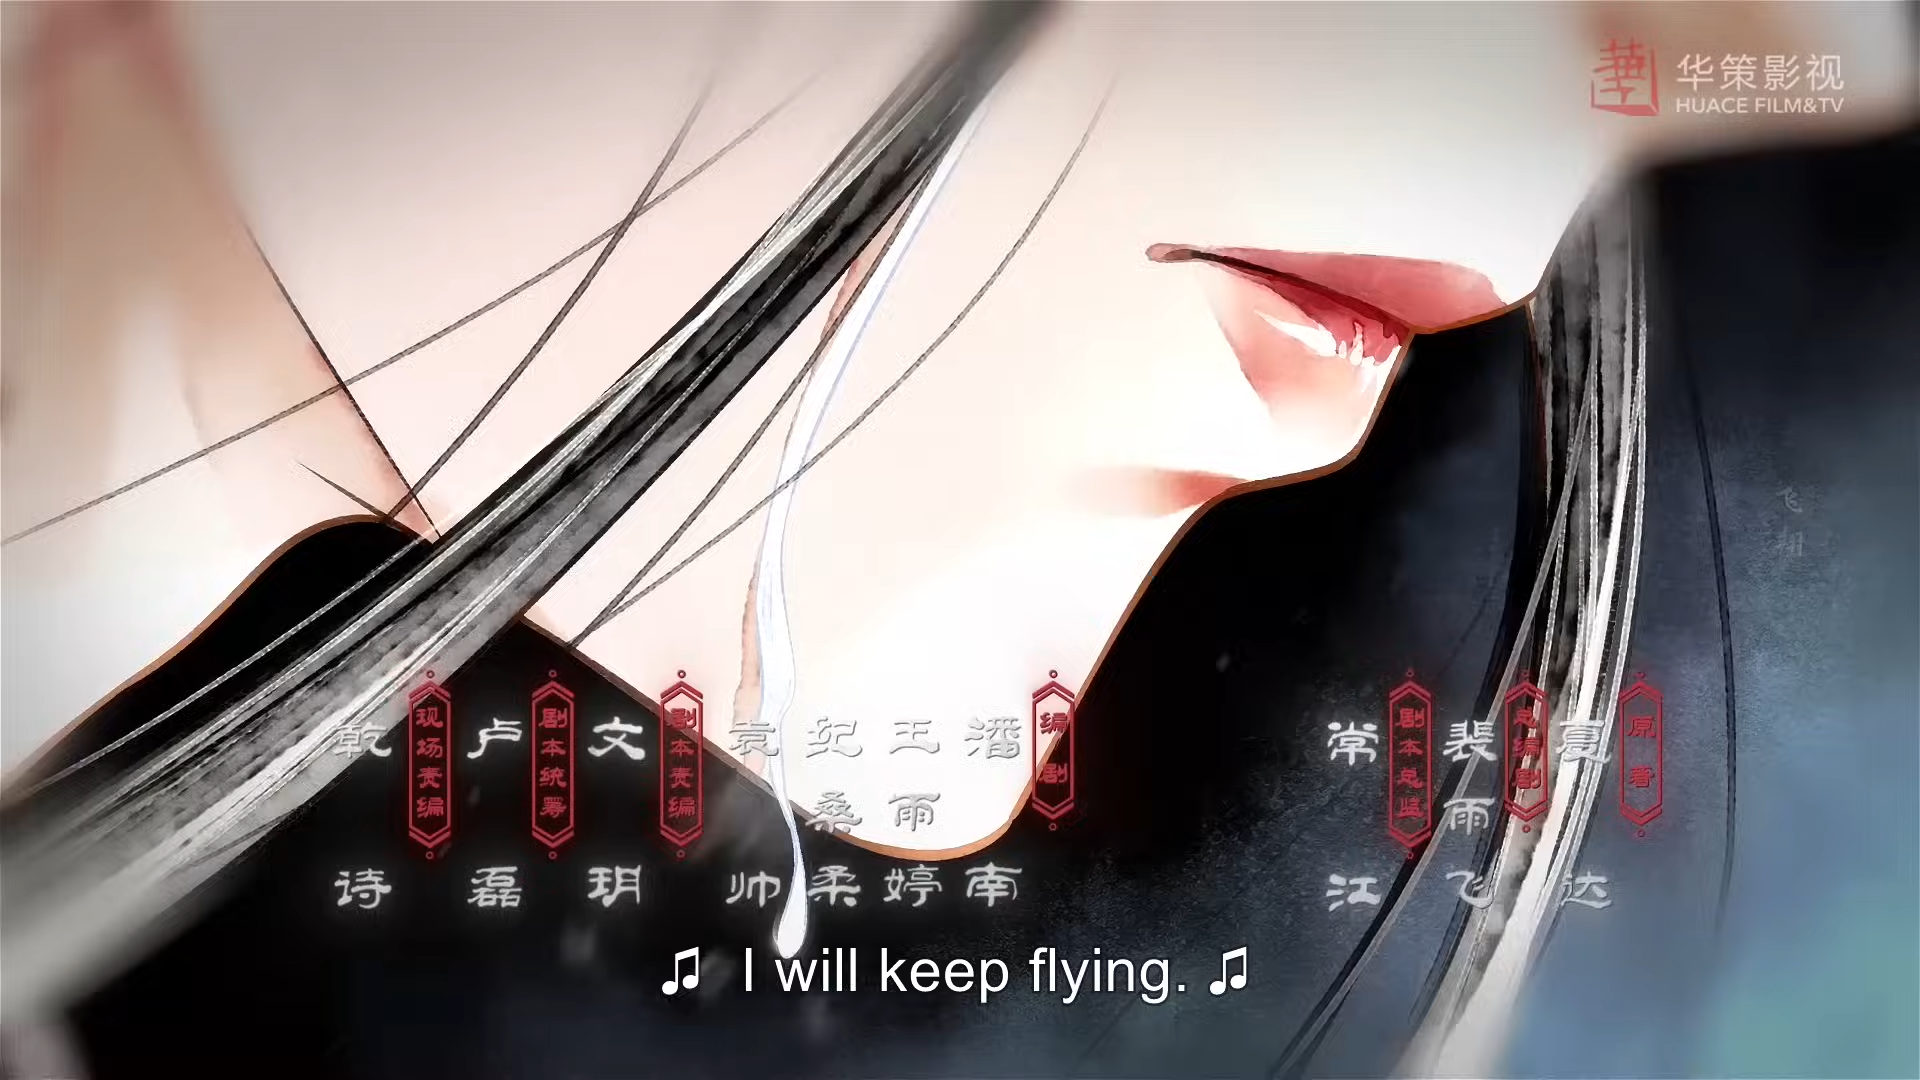 华策影视
HUACE FILM&TV
飞翔
原著
夏达
总编剧
裴雨飞
剧本总监
常江
编剧
潘南
王雨婷
纪桑柔
袁帅
剧本责编
文玥
剧本统筹
卢磊
现场责编
乾诗
♫ I will keep flying. ♫